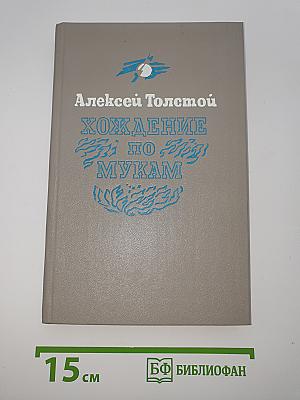 Алексей Толстой
ХОЖДЕНИЕ
ПО
МУКАМ
15 см
БФ БИБЛИОФАН